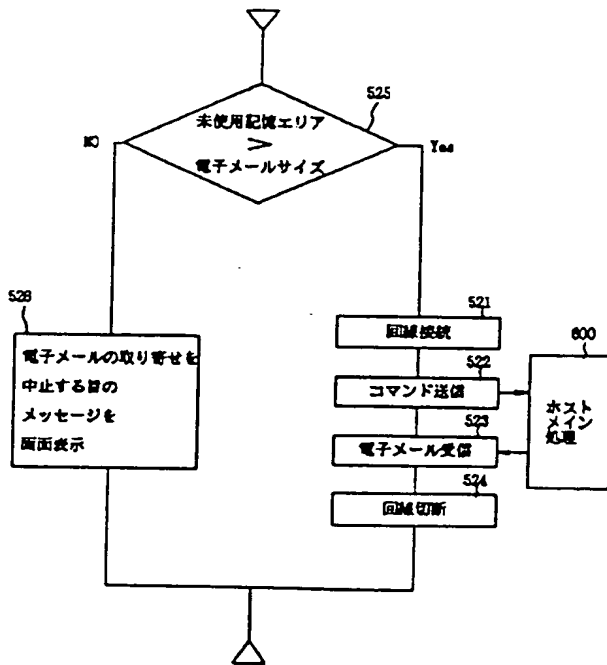 525
未使用記憶エリア
>
電子メールサイズ
NO
Yes
528
電子メールの取り寄せを
中止する旨の
メッセージを
画面表示
521
回線接続
522
コマンド送信
523
電子メール受信
524
回線切断
600
ホスト
メイン
処理